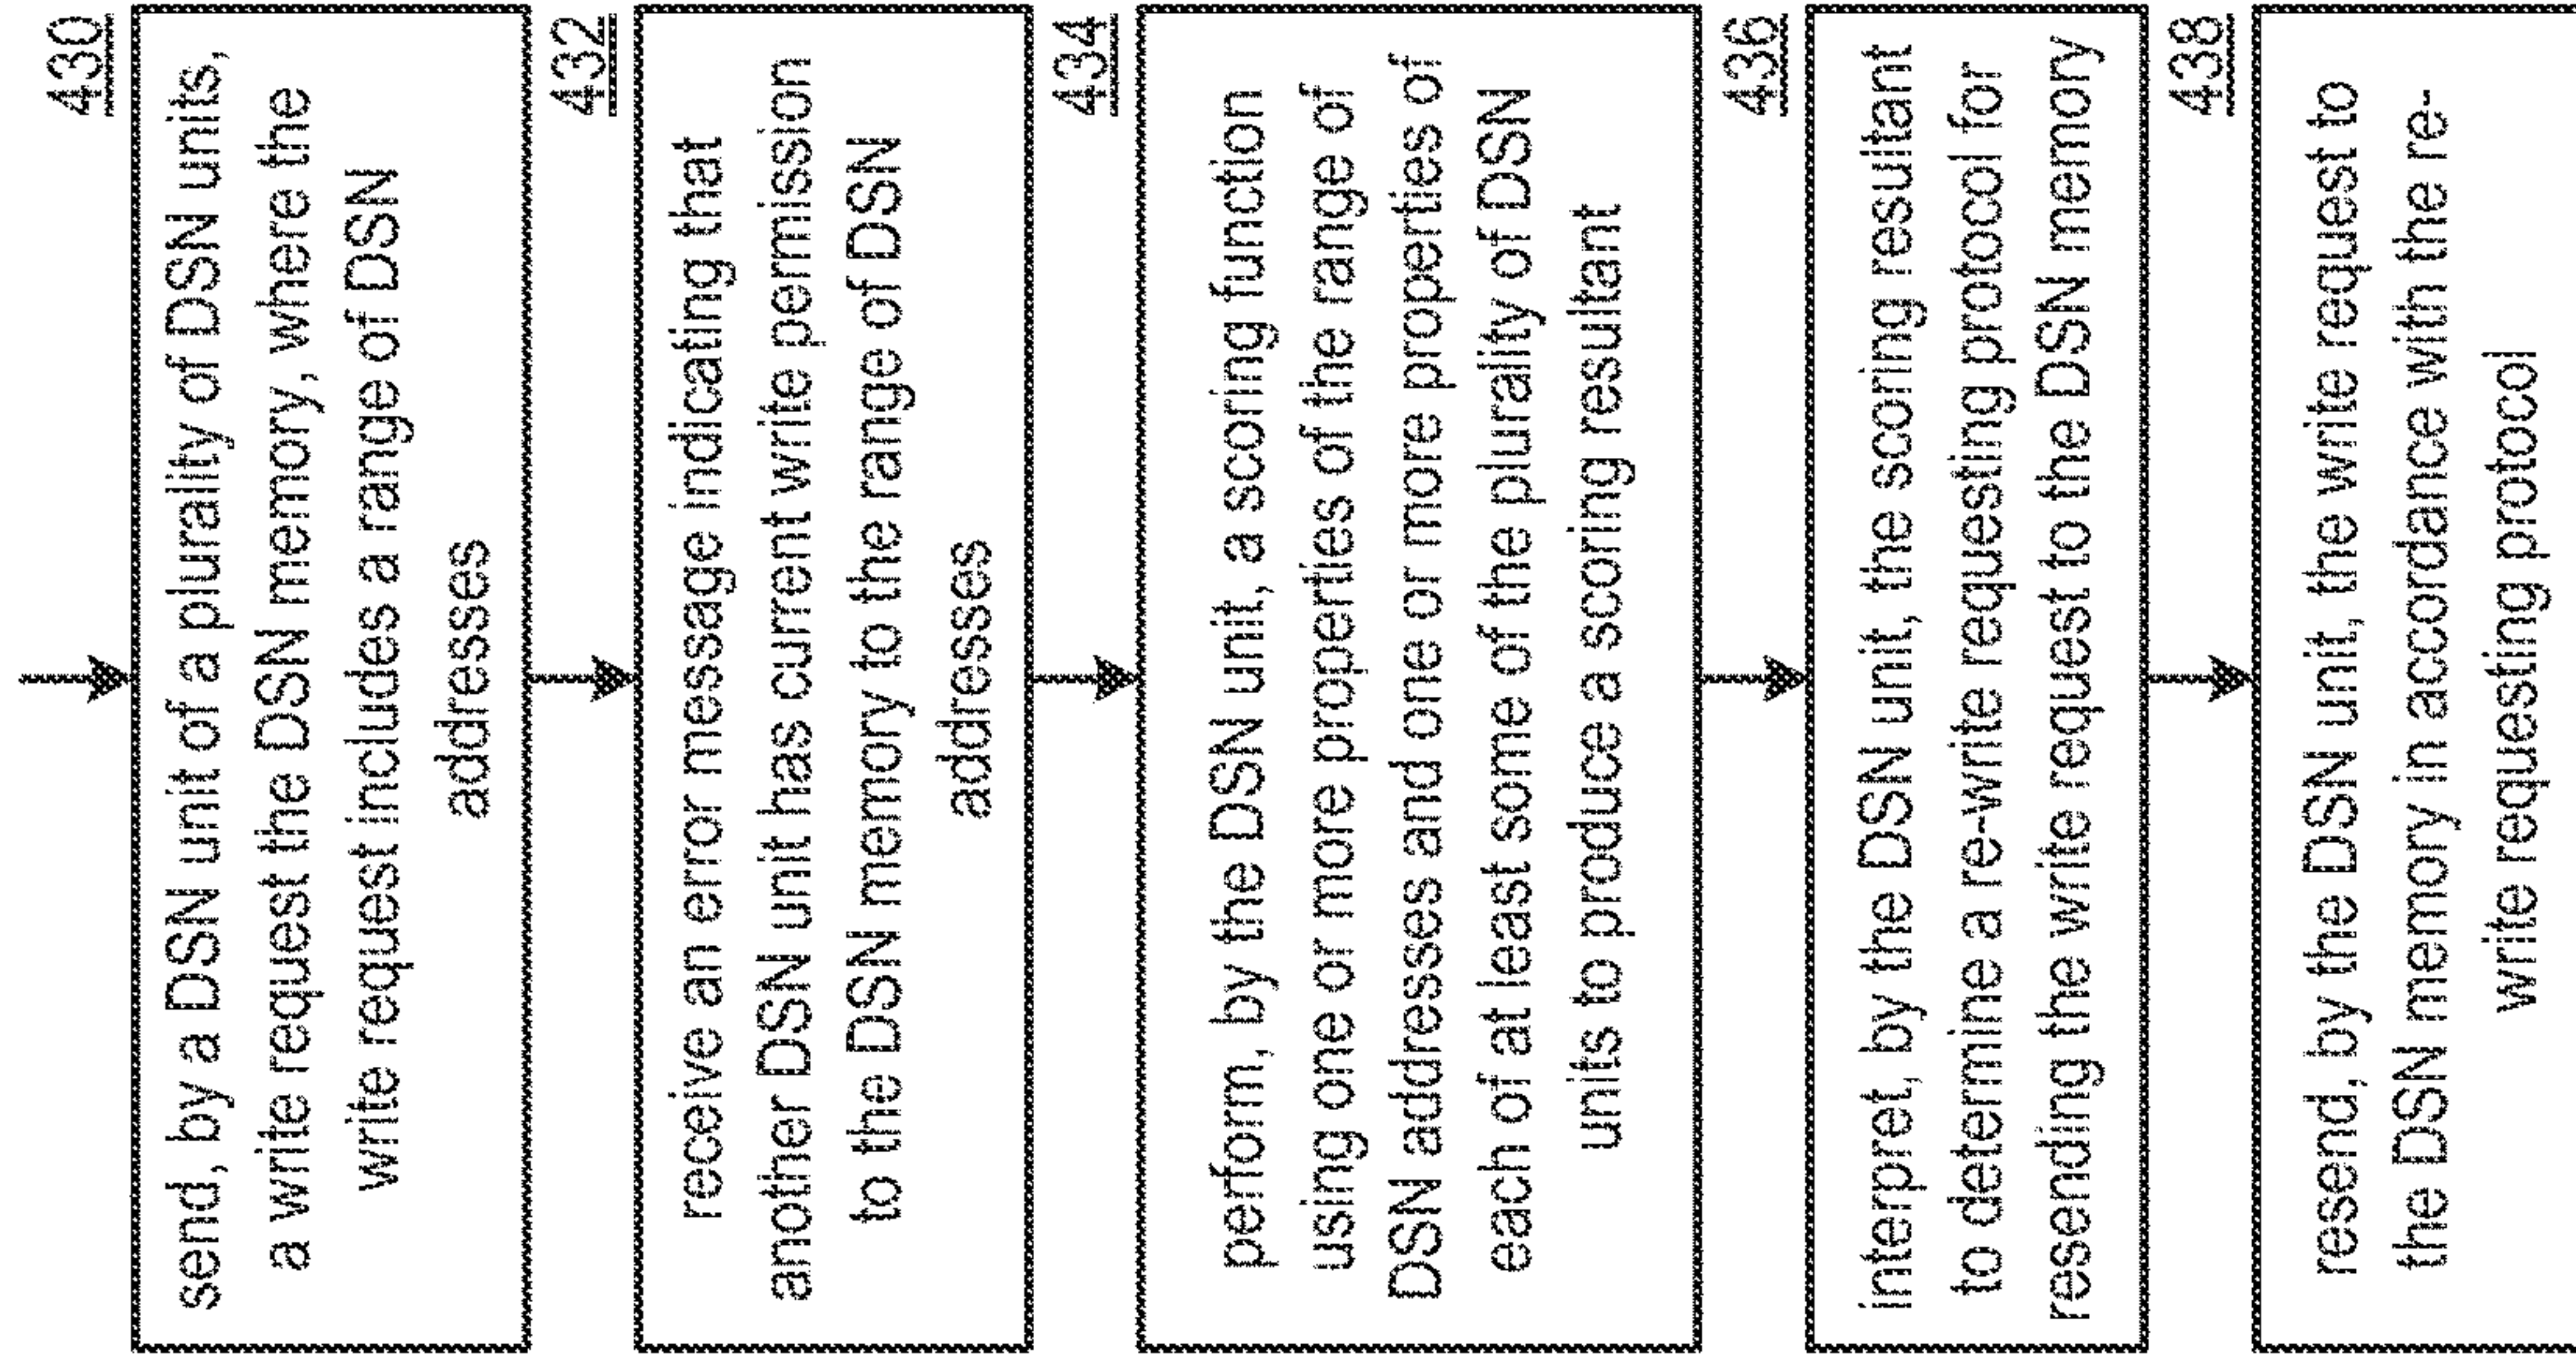 430
send, by a DSN unit of a plurality of DSN units,
a write request the DSN memory, where the
write request includes a range of DSN
addresses
432
receive an error message indicating that
another DSN unit has current write permission
to the DSN memory to the range of DSN
addresses
434
perform, by the DSN unit, a scoring function
using one or more properties of the range of
DSN addresses and one or more properties of
each of at least some of the plurality of DSN
units to produce a scoring resultant
436
interpret, by the DSN unit, the scoring resultant
to determine a re-write requesting protocol for
resending the write request to the DSN memory
438
resend, by the DSN unit, the write request to
the DSN memory in accordance with the re-
write requesting protocol